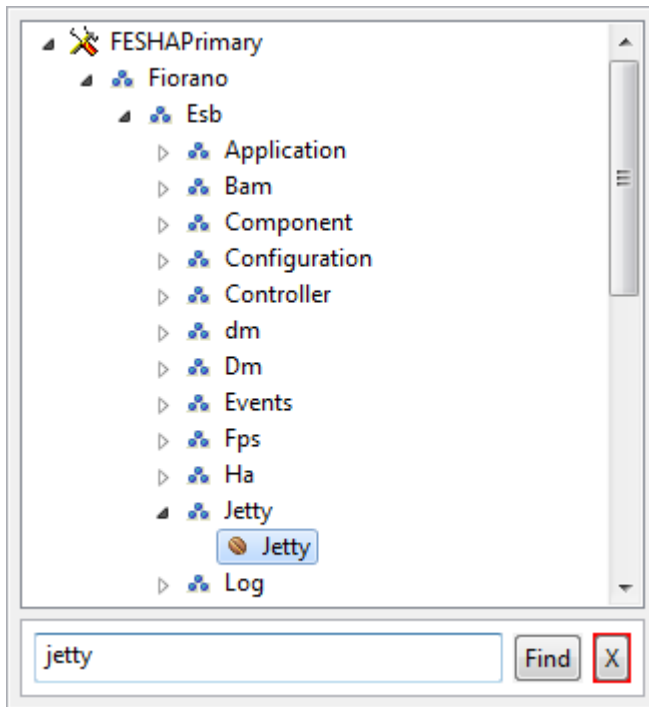 FESHAPrimary
Fiorano
Esb
Application
Bam
Component
Configuration
Controller
dm
Dm
Events
Fps
Ha
Jetty
Jetty
Log
jetty Find X